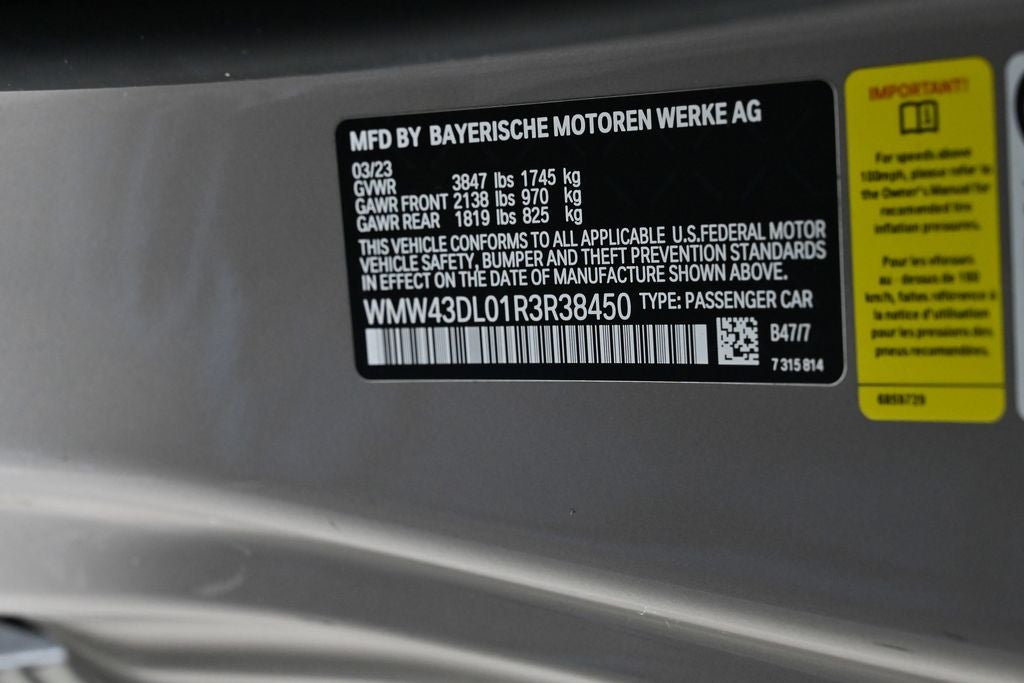 MFD BY BAYERISCHE MOTOREN WERKE AG
03/23
GVWR 3847 lbs 1745 kg
GAWR FRONT 2138 lbs 970 kg
GAWR REAR 1819 lbs 825 kg
THIS VEHICLE CONFORMS TO ALL APPLICABLE U.S.FEDERAL MOTOR
VEHICLE SAFETY, BUMPER AND THEFT PREVENTION STANDARDS
IN EFFECT ON THE DATE OF MANUFACTURE SHOWN ABOVE.
WMW43DL01R3R38450 TYPE: PASSENGER CAR
B47/7
7 315 814
IMPORTANT!
For speeds above
100mph, please refer to
the Owner's Manual for
recomended tire
inflation pressures.
Pour les vitesses
au - dessus de 160
km/h, faites référence à
la notice d'utilisation
pour les pressions des
pneus recomandées.
6859729